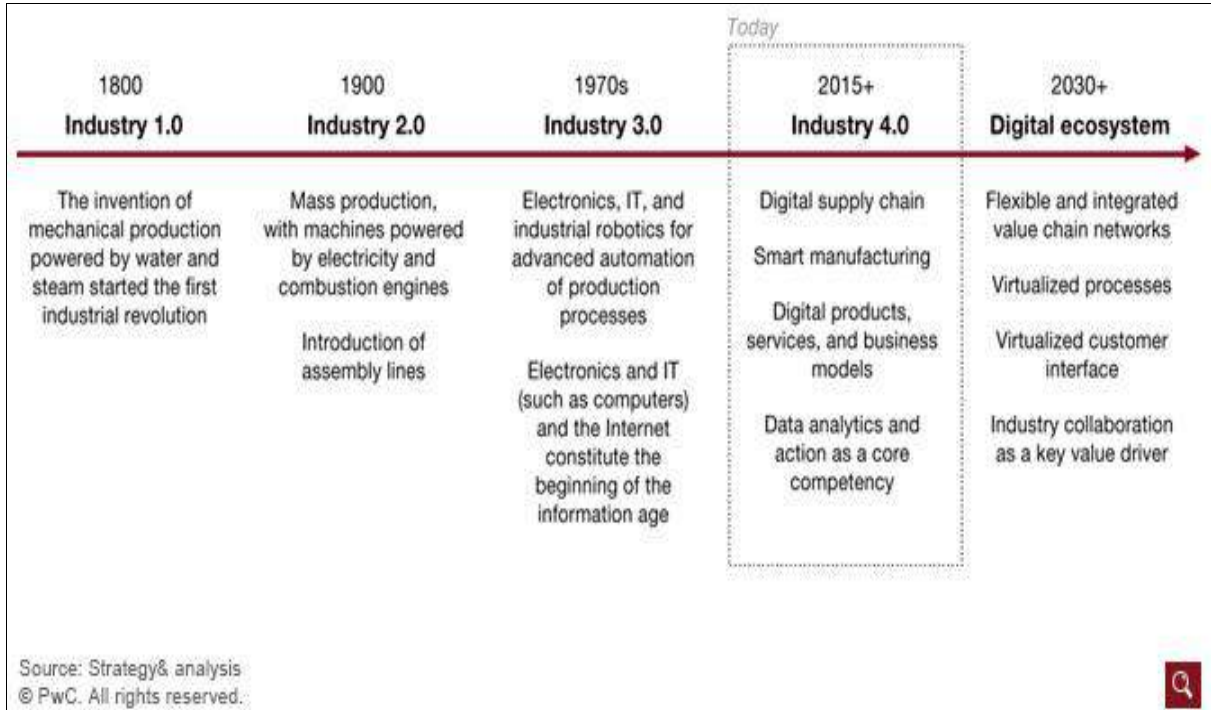 Today
1800
Industry 1.0
The invention of
mechanical production
powered by water and
steam started the first
industrial revolution
1900
Industry 2.0
Mass production,
with machines powered
by electricity and
combustion engines
Introduction of
assembly lines
1970s
Industry 3.0
Electronics, IT, and
industrial robotics for
advanced automation
of production
processes
Electronics and IT
(such as computers)
and the Internet
constitute the
beginning of the
information age
2015+
Industry 4.0
Digital supply chain
Smart manufacturing
Digital products,
services, and business
models
Data analytics and
action as a core
competency
2030+
Digital ecosystem
Flexible and integrated
value chain networks
Virtualized processes
Virtualized customer
interface
Industry collaboration
as a key value driver
Source: Strategy& analysis
© PwC. All rights reserved.